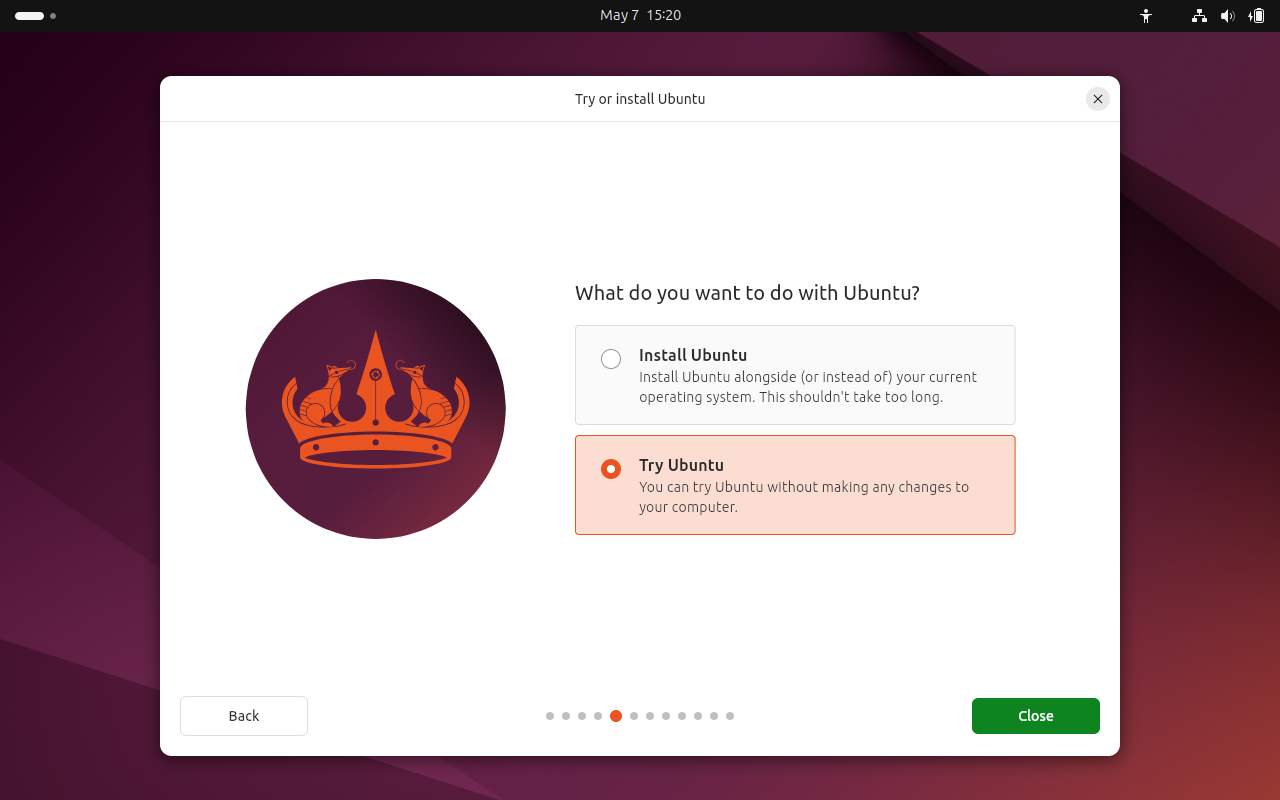 May 7 15:20
Try or install Ubuntu
What do you want to do with Ubuntu?
Install Ubuntu
Install Ubuntu alongside (or instead of) your current
operating system. This shouldn't take too long.
Try Ubuntu
You can try Ubuntu without making any changes to
your computer.
Back
Close